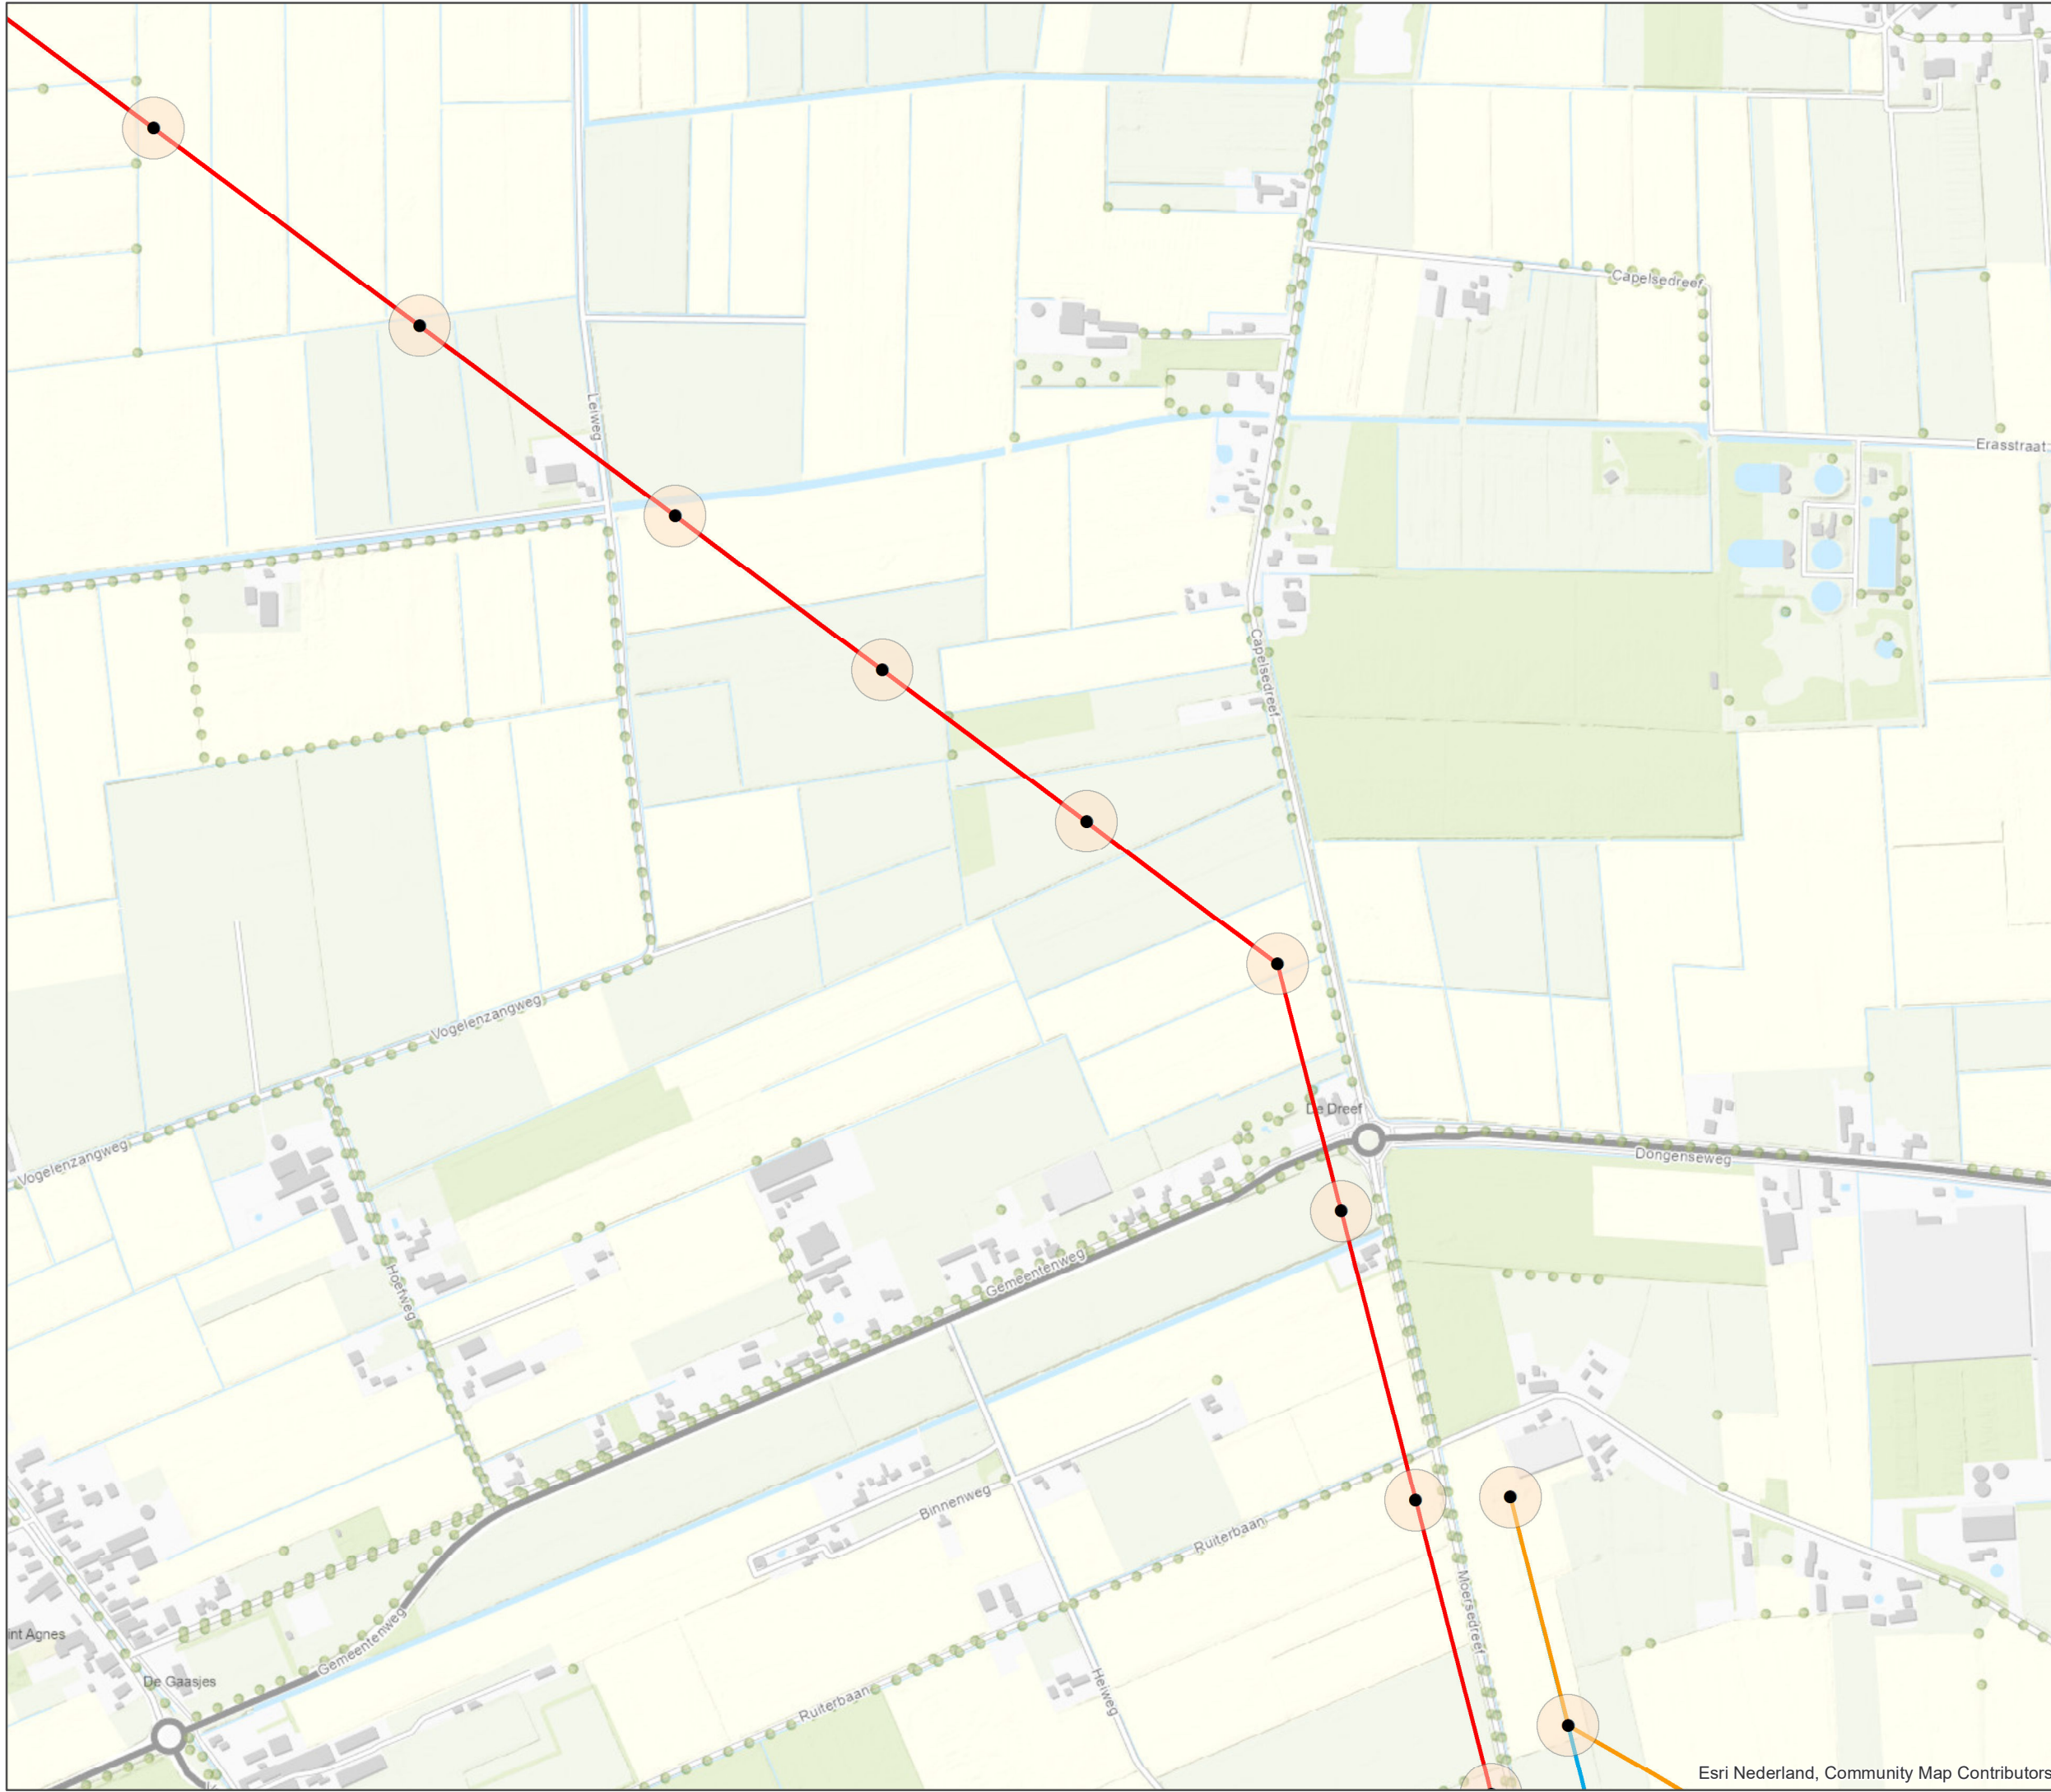 Capelsedreef
Leiweg
Erasstraat
Capelsedreef
Vogelenzangweg
De Dreef
Vogelenzangweg
Dongenseweg
Hoefweg
Gemeentenweg
Binnenweg
Ruiterbaan
Moersedreef
int Agnes
Gemeentenweg
De Gaasjes
Heiweg
Ruiterbaan
Esri Nederland, Community Map Contributors